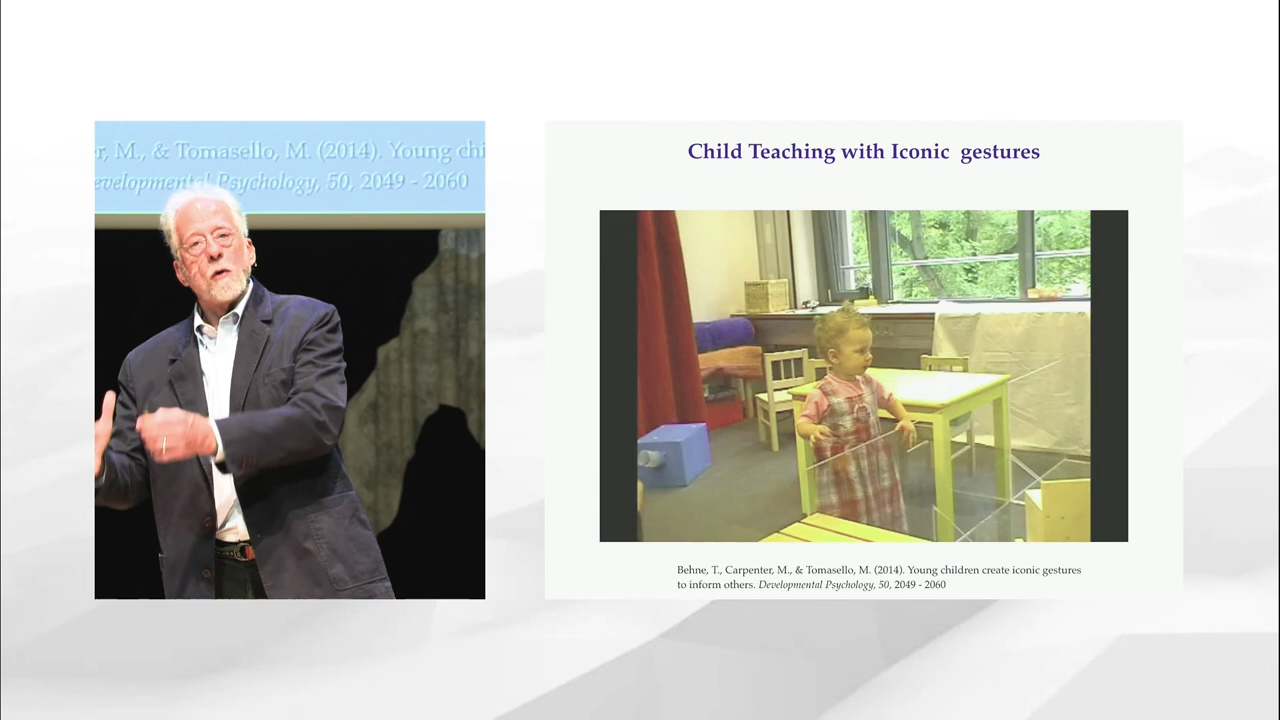 er, M., & Tomasello, M. (2014). Young chi
evelopmental Psychology, 50, 2049 - 2060
Child Teaching with Iconic gestures
Behne, T., Carpenter, M., & Tomasello, M. (2014). Young children create iconic gestures
to inform others. Developmental Psychology, 50, 2049 - 2060